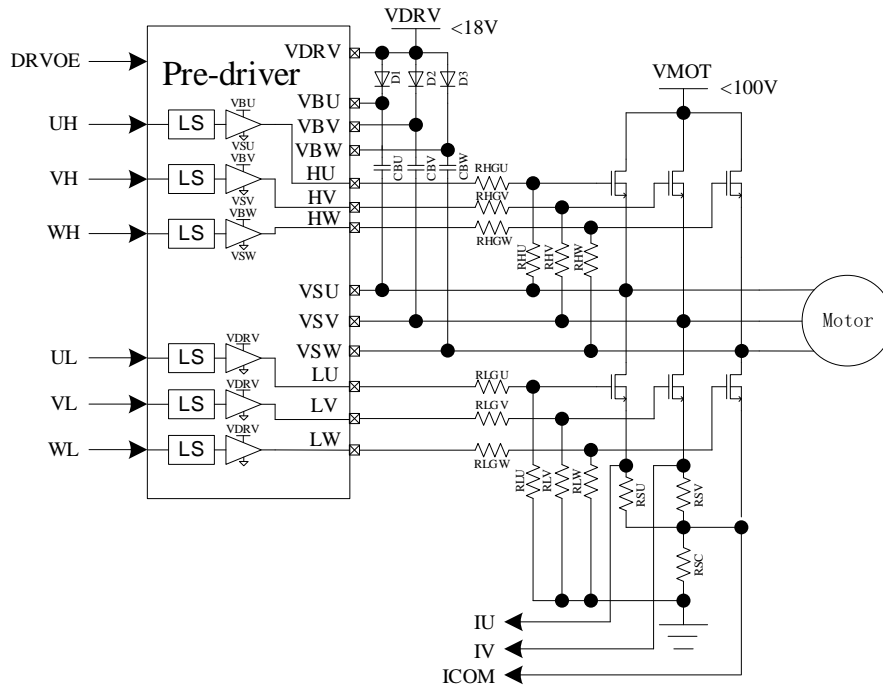 VDRV
<18V
DRVOE
VDRV
Pre-driver
D1
D2
D3
VMOT
<100V
VBU
UH
LS
VBU
VSU
VBV
VBW
CBU
CBV
CBW
VH
LS
VBV
VSV
HU
RHGU
HV
RHGV
WH
LS
VBW
VSW
HW
RHGW
RHU
RHV
RHW
VSU
VSV
Motor
VSW
UL
LS
VDRV
LU
RLGU
VL
LS
VDRV
LV
RLGV
WL
LS
VDRV
LW
RLGW
RLU
RLV
RLW
RSU
RSV
RSC
IU
IV
ICOM